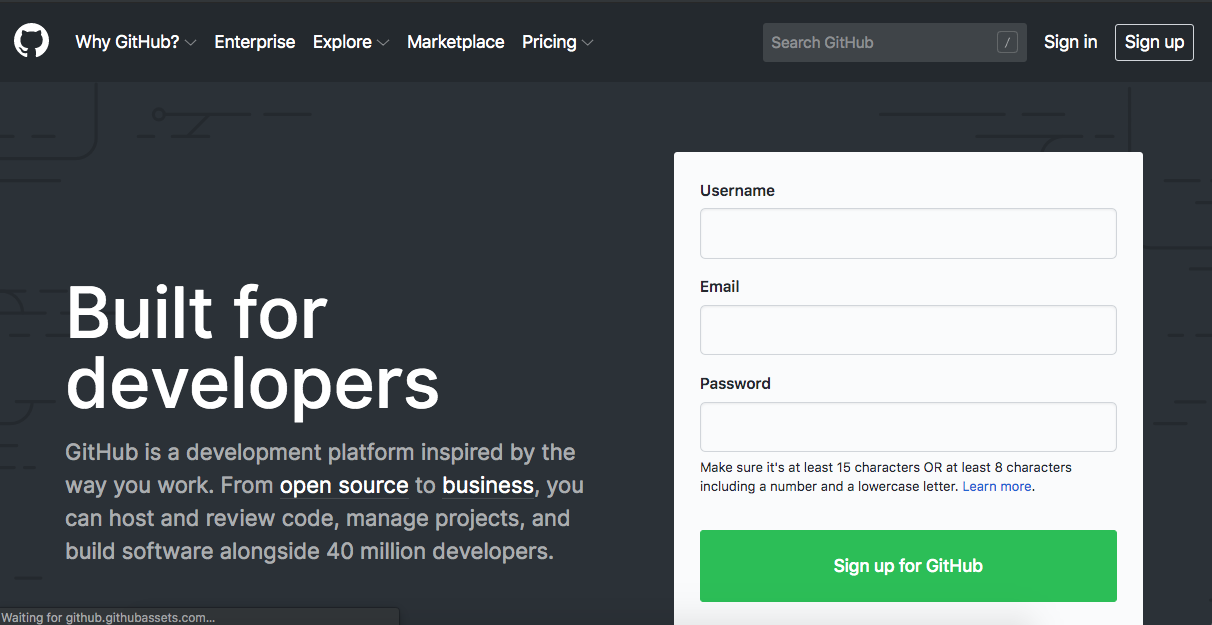 Why GitHub? Enterprise Explore Marketplace Pricing Search GitHub / Sign in Sign up
Built for
developers
GitHub is a development platform inspired by the
way you work. From open source to business, you
can host and review code, manage projects, and
build software alongside 40 million developers.
Username
Email
Password
Make sure it's at least 15 characters OR at least 8 characters
including a number and a lowercase letter. Learn more.
Sign up for GitHub
Waiting for github.githubassets.com...